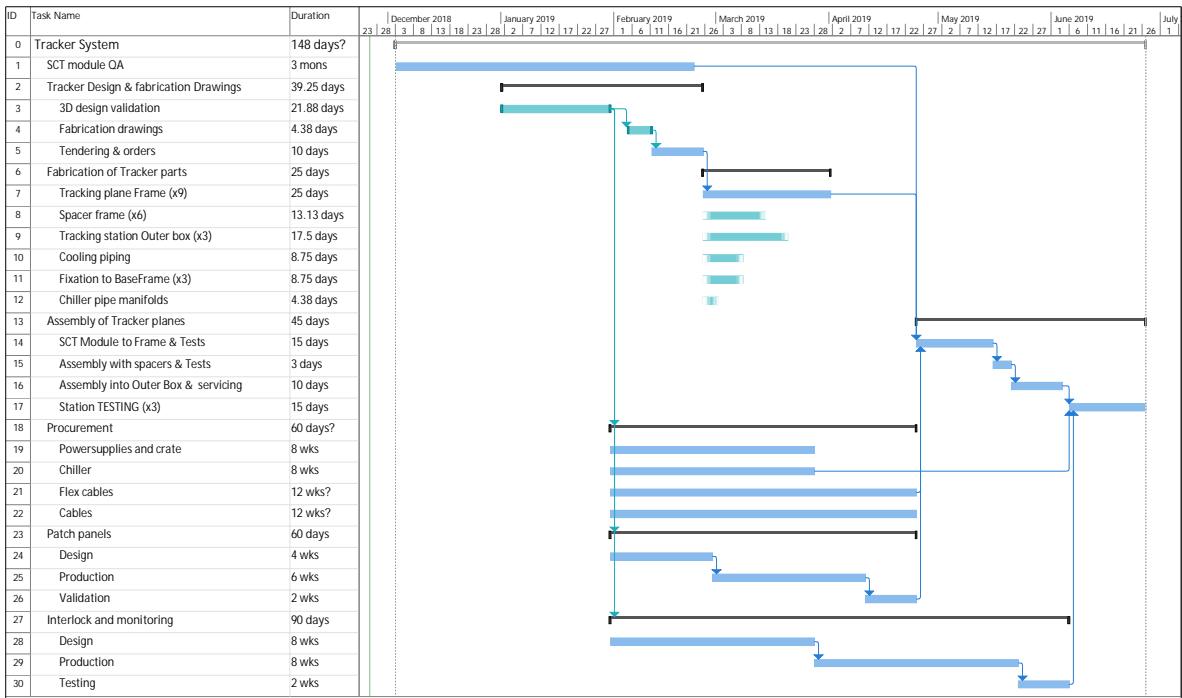 ID Task Name Duration December 2018 January 2019 February 2019 March 2019 April 2019 May 2019 June 2019 July
23 28 3 8 13 18 23 28 2 7 12 17 22 27 1 6 11 16 21 26 3 8 13 18 23 28 2 7 12 17 22 27 2 7 12 17 22 27 1 6 11 16 21 26 1
0 Tracker System 148 days?
1 SCT module QA 3 mons
2 Tracker Design & fabrication Drawings 39.25 days
3 3D design validation 21.88 days
4 Fabrication drawings 4.38 days
5 Tendering & orders 10 days
6 Fabrication of Tracker parts 25 days
7 Tracking plane Frame (x9) 25 days
8 Spacer frame (x6) 13.13 days
9 Tracking station Outer box (x3) 17.5 days
10 Cooling piping 8.75 days
11 Fixation to BaseFrame (x3) 8.75 days
12 Chiller pipe manifolds 4.38 days
13 Assembly of Tracker planes 45 days
14 SCT Module to Frame & Tests 15 days
15 Assembly with spacers & Tests 3 days
16 Assembly into Outer Box & servicing 10 days
17 Station TESTING (x3) 15 days
18 Procurement 60 days?
19 Powersupplies and crate 8 wks
20 Chiller 8 wks
21 Flex cables 12 wks?
22 Cables 12 wks?
23 Patch panels 60 days
24 Design 4 wks
25 Production 6 wks
26 Validation 2 wks
27 Interlock and monitoring 90 days
28 Design 8 wks
29 Production 8 wks
30 Testing 2 wks